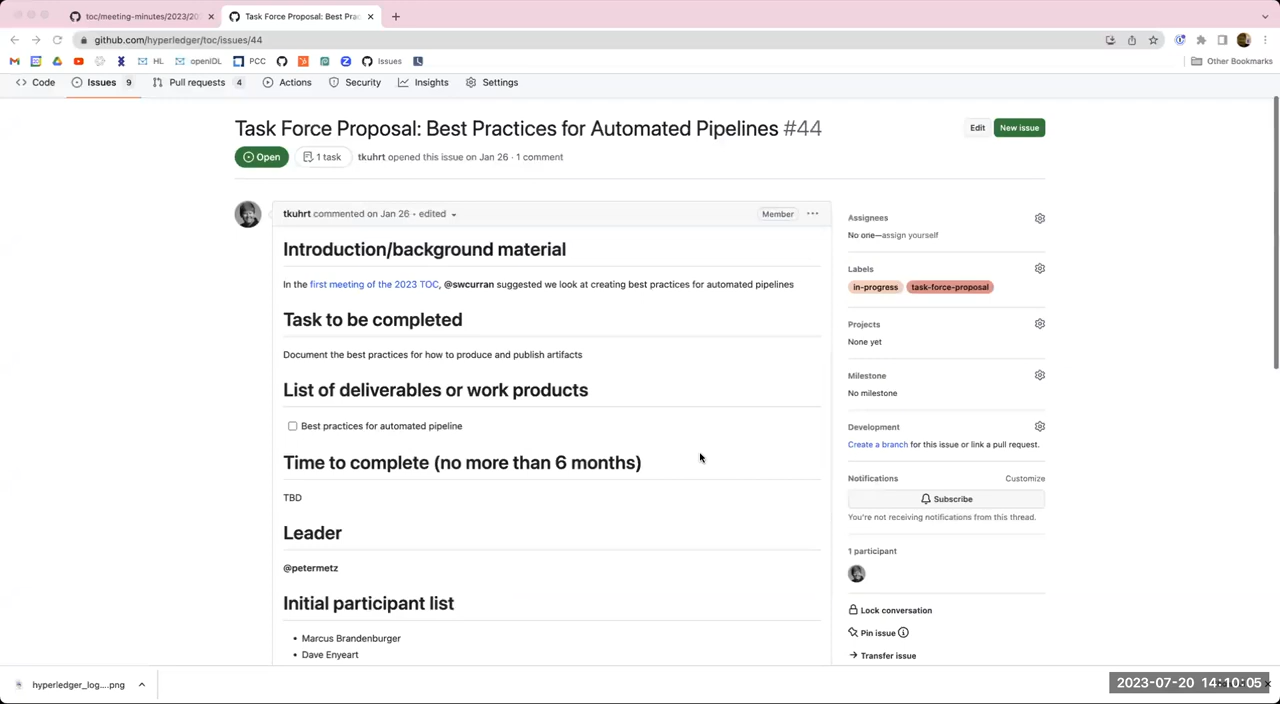 toc/meeting-minutes/2023/20
Task Force Proposal: Best Prac
github.com/hyperledger/toc/issues/44
HL
openIDL
PCC
Issues
Other Bookmarks
Code
Issues 9
Pull requests 4
Actions
Security
Insights
Settings
Task Force Proposal: Best Practices for Automated Pipelines #44
Edit
New issue
Open
1 task
tkuhrt opened this issue on Jan 26 · 1 comment
tkuhrt commented on Jan 26 • edited
Member
Introduction/background material
In the first meeting of the 2023 TOC, @swcurran suggested we look at creating best practices for automated pipelines
Task to be completed
Document the best practices for how to produce and publish artifacts
List of deliverables or work products
Best practices for automated pipeline
Time to complete (no more than 6 months)
TBD
Leader
@petermetz
Initial participant list
• Marcus Brandenburger
• Dave Enyeart
Assignees
No one—assign yourself
Labels
in-progress
task-force-proposal
Projects
None yet
Milestone
No milestone
Development
Create a branch for this issue or link a pull request.
Notifications
Customize
Subscribe
You're not receiving notifications from this thread.
1 participant
Lock conversation
Pin issue
Transfer issue
hyperledger_log....png
2023-07-20 14:10:05